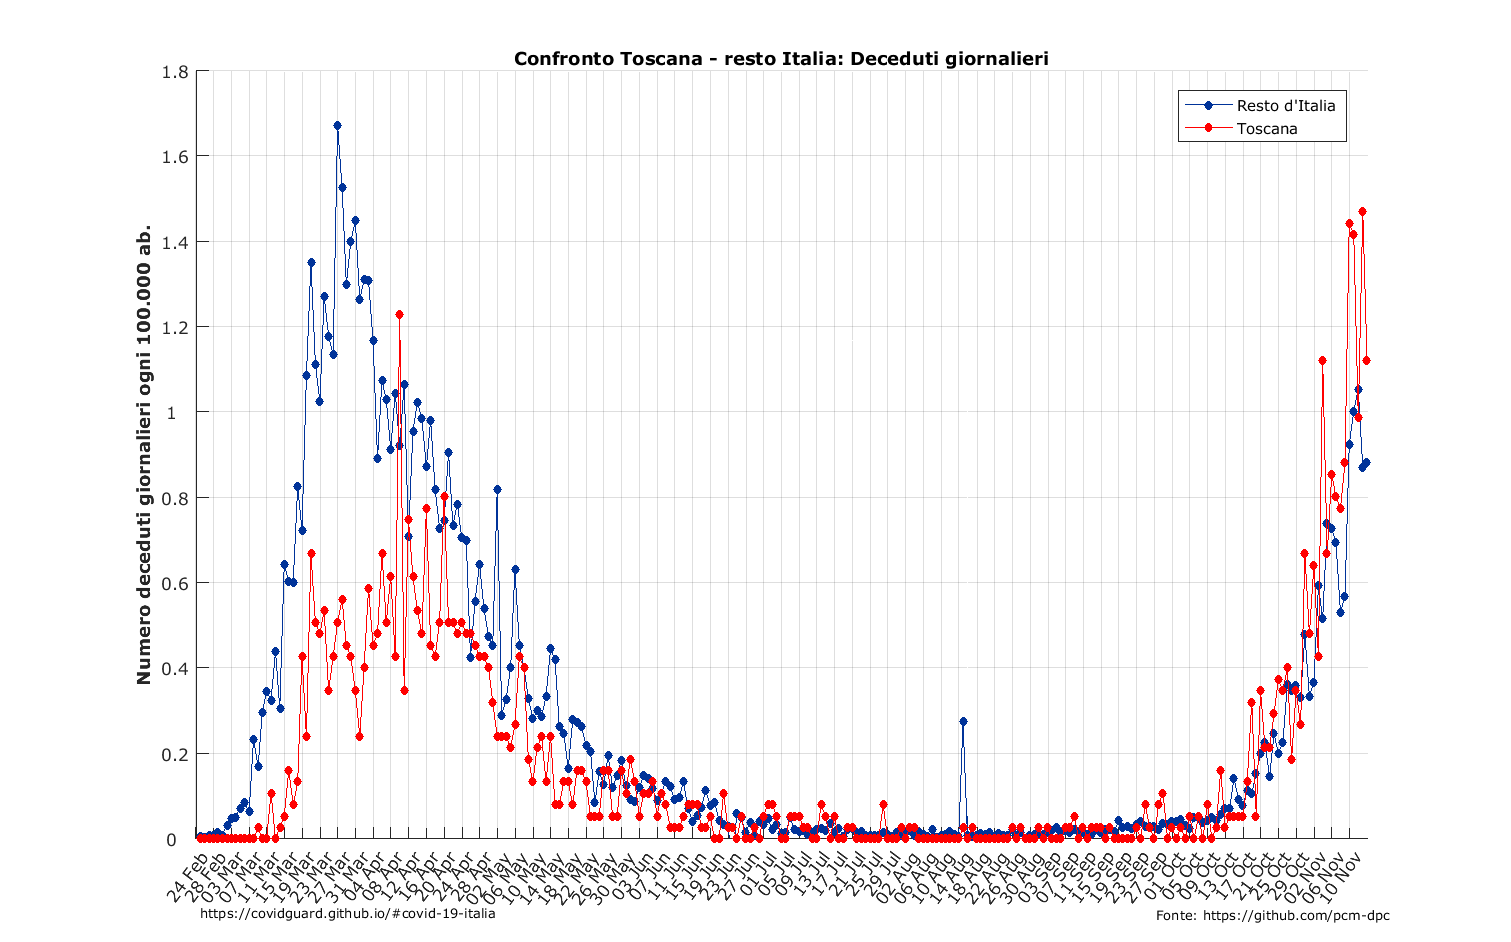 Confronto Toscana - resto Italia: Deceduti giornalieri
Resto d'Italia
Toscana
Numero deceduti giornalieri ogni 100.000 ab.
1.8
1.6
1.4
1.2
1
0.8
0.6
0.4
0.2
0
24 Feb
28 Feb
03 Mar
07 Mar
11 Mar
15 Mar
19 Mar
23 Mar
27 Mar
31 Mar
04 Apr
08 Apr
12 Apr
16 Apr
20 Apr
24 Apr
28 Apr
02 May
06 May
10 May
14 May
18 May
22 May
26 May
30 May
03 Jun
07 Jun
11 Jun
15 Jun
19 Jun
23 Jun
27 Jun
01 Jul
05 Jul
09 Jul
13 Jul
17 Jul
21 Jul
25 Jul
29 Jul
02 Aug
06 Aug
10 Aug
14 Aug
18 Aug
22 Aug
26 Aug
30 Aug
03 Sep
07 Sep
11 Sep
15 Sep
19 Sep
23 Sep
27 Sep
01 Oct
05 Oct
09 Oct
13 Oct
17 Oct
21 Oct
25 Oct
29 Oct
02 Nov
06 Nov
10 Nov
https://covidguard.github.io/#covid-19-italia
Fonte: https://github.com/pcm-dpc